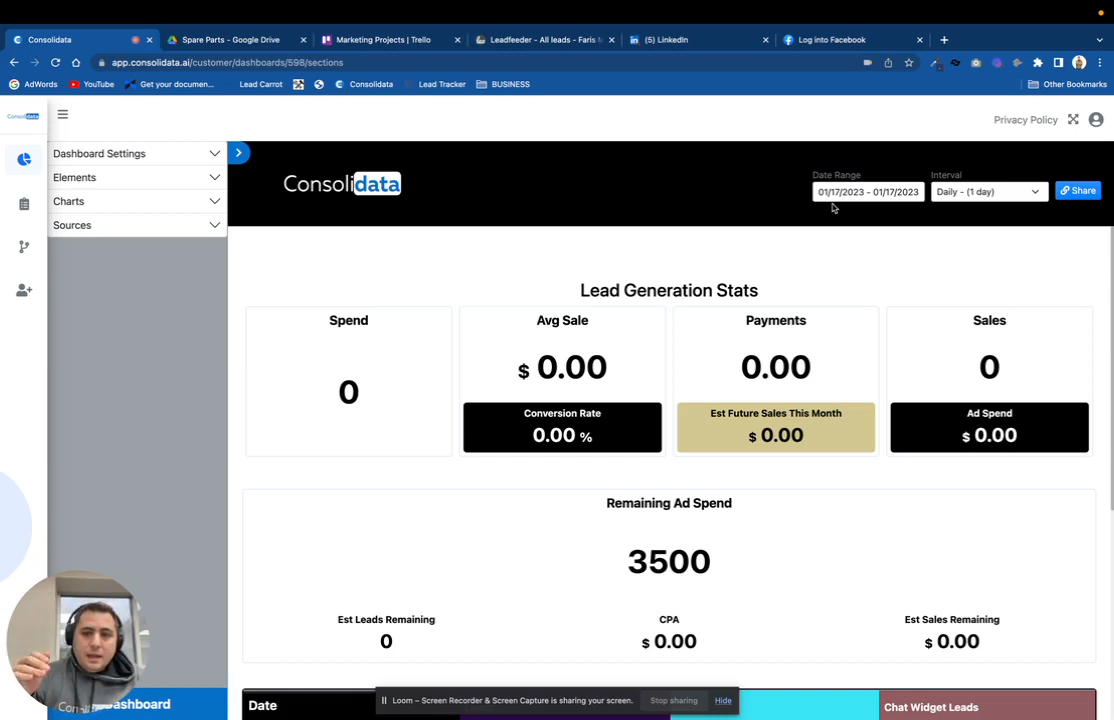 Consolidata
Spare Parts - Google Drive
Marketing Projects | Trello
Leadfeeder - All leads - Faris
(5) LinkedIn
Log into Facebook
app.consolidata.ai/customer/dashboards/598/sections
AdWords
YouTube
Get your documen...
Lead Carrot
Consolidata
Lead Tracker
BUSINESS
Other Bookmarks
Consolidata
Privacy Policy
Dashboard Settings
Elements
Charts
Sources
Consolidata
Date Range
01/17/2023 - 01/17/2023
Interval
Daily - (1 day)
Share
Lead Generation Stats
Spend
0
Avg Sale
$ 0.00
Conversion Rate
0.00 %
Payments
0.00
Est Future Sales This Month
$ 0.00
Sales
0
Ad Spend
$ 0.00
Remaining Ad Spend
3500
Est Leads Remaining
0
CPA
$ 0.00
Est Sales Remaining
$ 0.00
Dashboard
Loom – Screen Recorder & Screen Capture is sharing your screen.
Stop sharing
Hide
Date
Chat Widget Leads